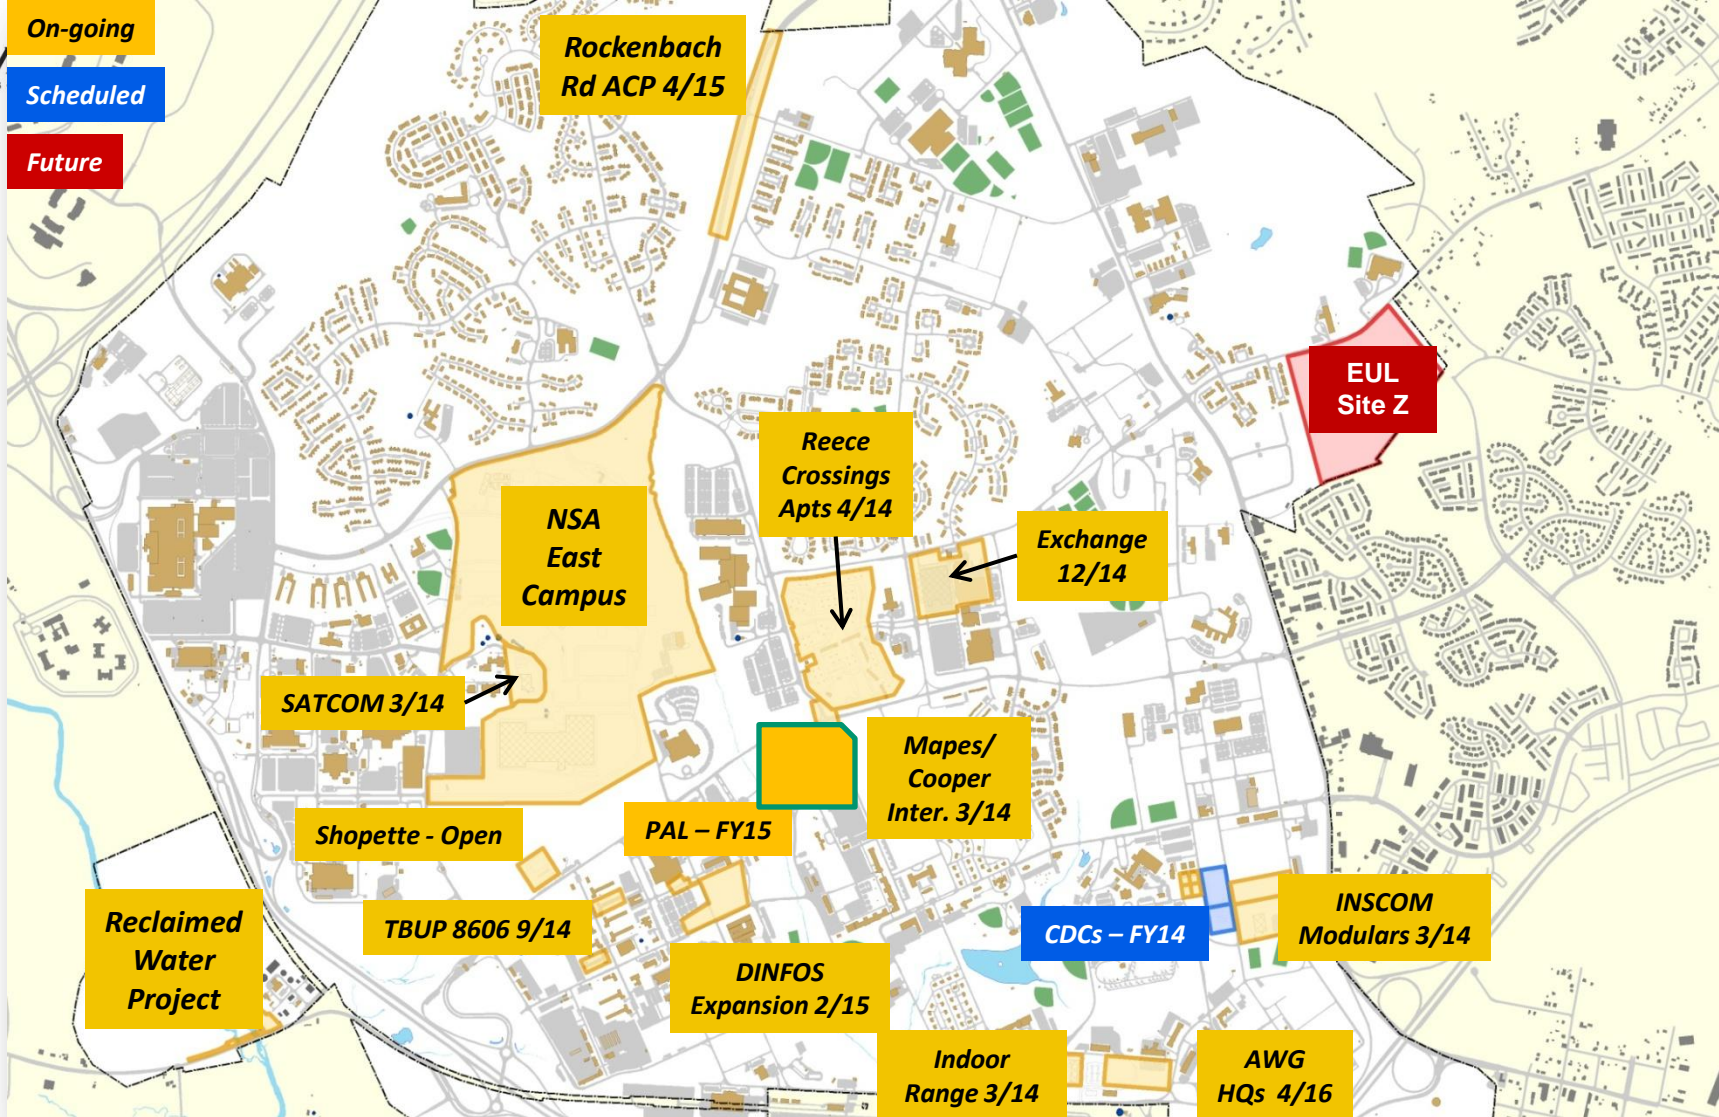 On-going
Scheduled
Future
Rockenbach
Rd ACP 4/15
EUL
Site Z
Reece
Crossings
Apts 4/14
NSA
East
Campus
Exchange
12/14
SATCOM 3/14
Mapes/
Cooper
Inter. 3/14
Shopette - Open
PAL – FY15
Reclaimed
Water
Project
TBUP 8606 9/14
CDCs – FY14
INSCOM
Modulars 3/14
DINFOS
Expansion 2/15
Indoor
Range 3/14
AWG
HQs 4/16